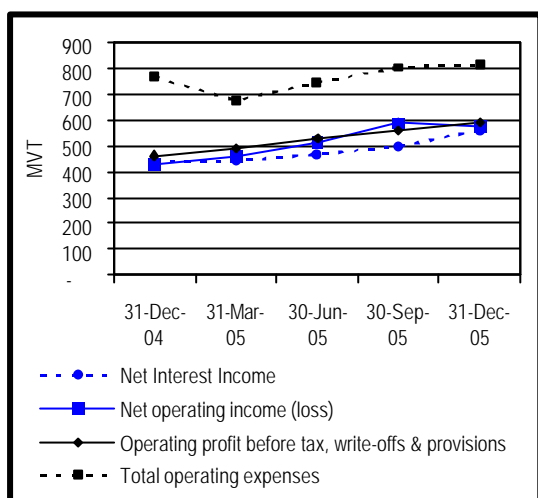 900
800
700
600
500
400
300
200
100
-
MVT
31-Dec-04
31-Mar-05
30-Jun-05
30-Sep-05
31-Dec-05
Net Interest Income
Net operating income (loss)
Operating profit before tax, write-offs & provisions
Total operating expenses